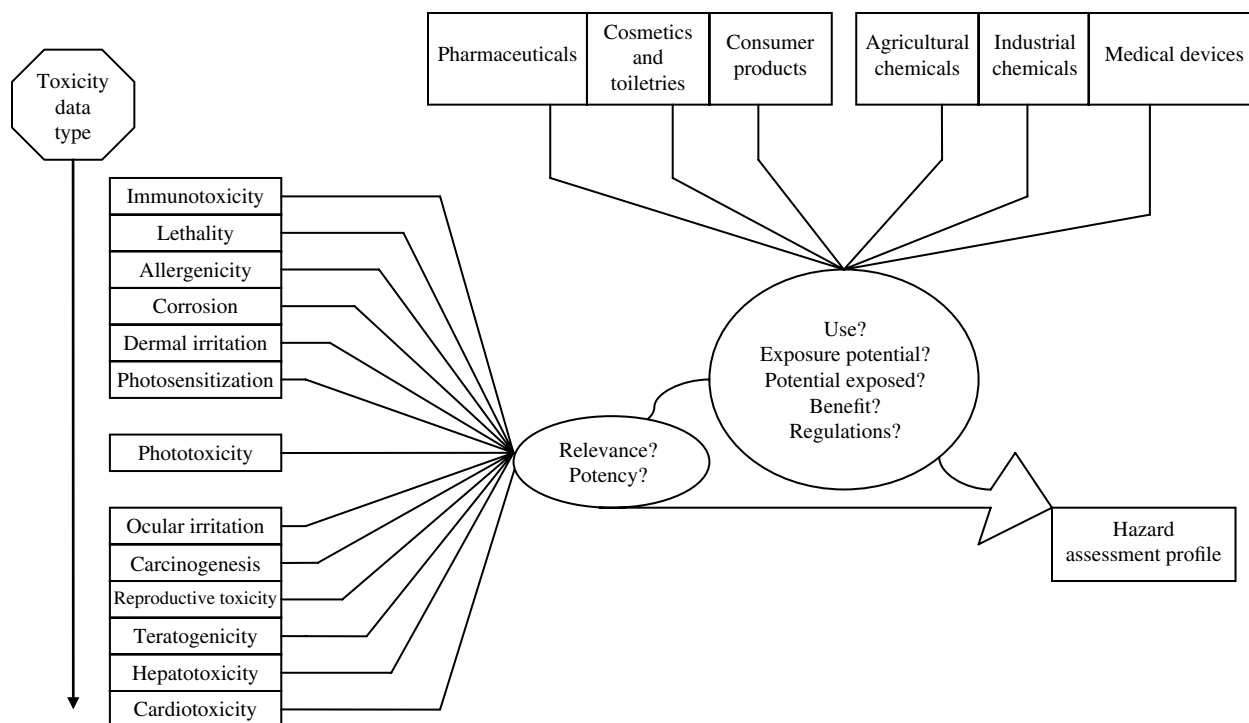 Toxicity
data
type
Pharmaceuticals
Cosmetics
and
toiletries
Consumer
products
Agricultural
chemicals
Industrial
chemicals
Medical devices
Immunotoxicity
Lethality
Allergenicity
Corrosion
Dermal irritation
Photosensitization
Phototoxicity
Ocular irritation
Carcinogenesis
Reproductive toxicity
Teratogenicity
Hepatotoxicity
Cardiotoxicity
Relevance?
Potency?
Use?
Exposure potential?
Potential exposed?
Benefit?
Regulations?
Hazard
assessment profile